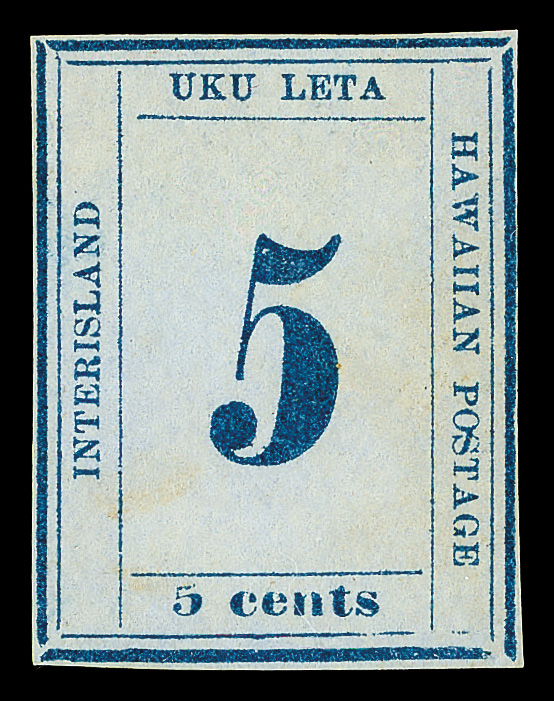 UKU LETA
INTERISLAND
5
HAWAIIAN POSTAGE
5 cents